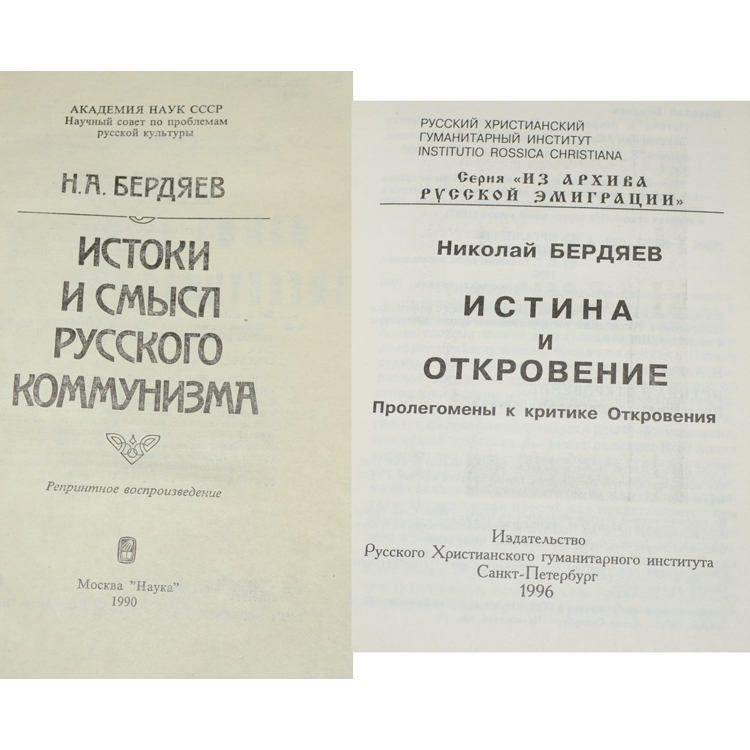 АКАДЕМИЯ НАУК СССР
Научный совет по проблемам
русской культуры
Н.А. БЕРДЯЕВ
ИСТОКИ
И СМЫСЛ
РУССКОГО
КОММУНИЗМА
Репринтное воспроизведение
Москва "Наука"
1990
РУССКИЙ ХРИСТИАНСКИЙ
ГУМАНИТАРНЫЙ ИНСТИТУТ
INSTITUTIO ROSSICA CHRISTIANA
Серия «ИЗ АРХИВА
РУССКОЙ ЭМИГРАЦИИ»
Николай БЕРДЯЕВ
ИСТИНА
И
ОТКРОВЕНИЕ
Пролегомены к критике Откровения
Издательство
Русского Христианского гуманитарного института
Санкт-Петербург
1996